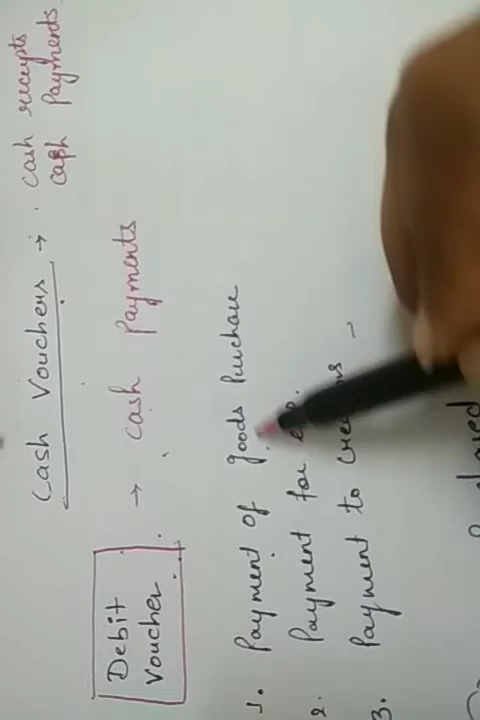 Cash Vouchers → . cash receipts
cash payments
Debit Voucher → cash payments
1. Payment of goods Purchase
2. Payment for
3. Payment to